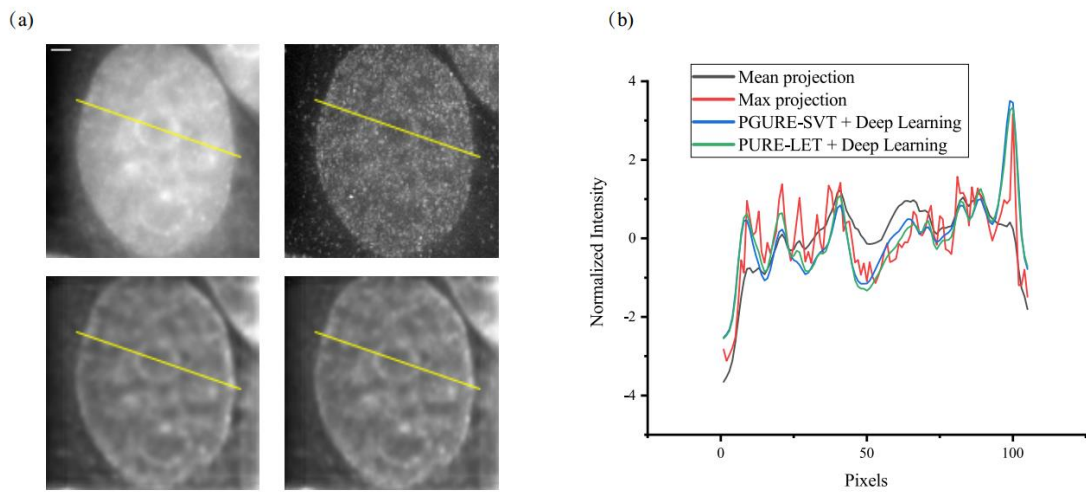 (a)
(b)
Mean projection
Max projection
PGURE-SVT + Deep Learning
PURE-LET + Deep Learning
4
2
0
-2
-4
Normalized Intensity
0
50
100
Pixels